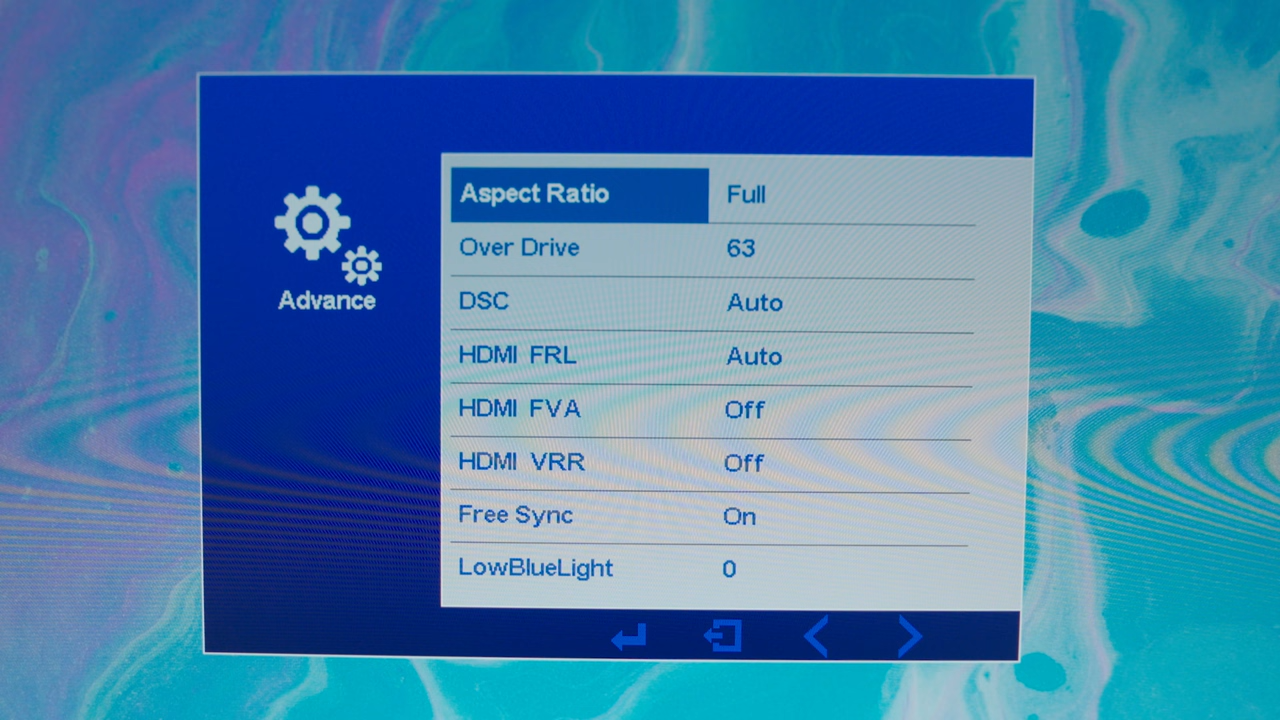 Advance
Aspect Ratio Full
Over Drive 63
DSC Auto
HDMI FRL Auto
HDMI FVA Off
HDMI VRR Off
Free Sync On
LowBlueLight 0